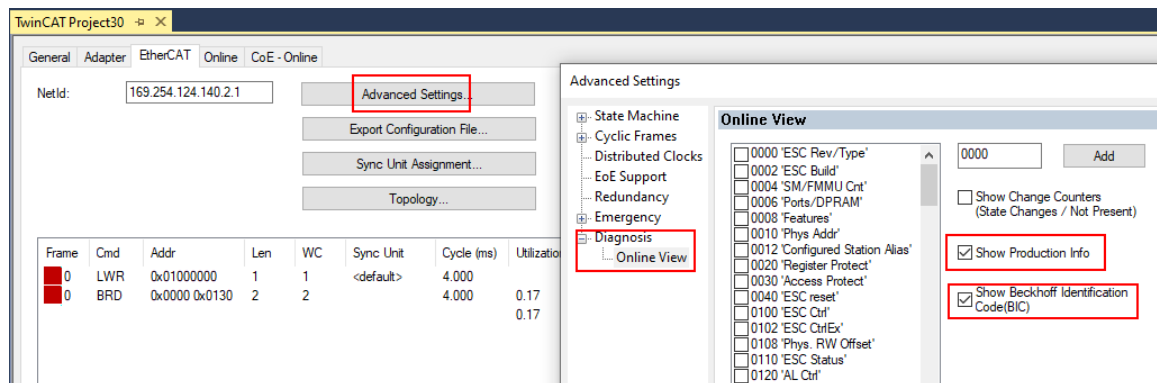 TwinCAT Project30
General Adapter EtherCAT Online CoE - Online
NetId: 169.254.124.140.2.1
Advanced Settings...
Export Configuration File...
Sync Unit Assignment...
Topology...
Frame Cmd Addr Len WC Sync Unit Cycle (ms) Utilizatio
0 LWR 0x01000000 1 1 <default> 4.000
0 BRD 0x0000 0x0130 2 2 4.000 0.17
0.17
Advanced Settings
State Machine
Cyclic Frames
Distributed Clocks
EoE Support
Redundancy
Emergency
Diagnosis
Online View
Online View
0000 'ESC Rev/Type'
0002 'ESC Build'
0004 'SM/FMMU Cnt'
0006 'Ports/DPRAM'
0008 'Features'
0010 'Phys Addr'
0012 'Configured Station Alias'
0020 'Register Protect'
0030 'Access Protect'
0040 'ESC reset'
0100 'ESC Ctrl'
0102 'ESC CtrlEx'
0108 'Phys. RW Offset'
0110 'ESC Status'
0120 'AL Ctrl'
0000 Add
Show Change Counters
(State Changes / Not Present)
Show Production Info
Show Beckhoff Identification
Code(BIC)